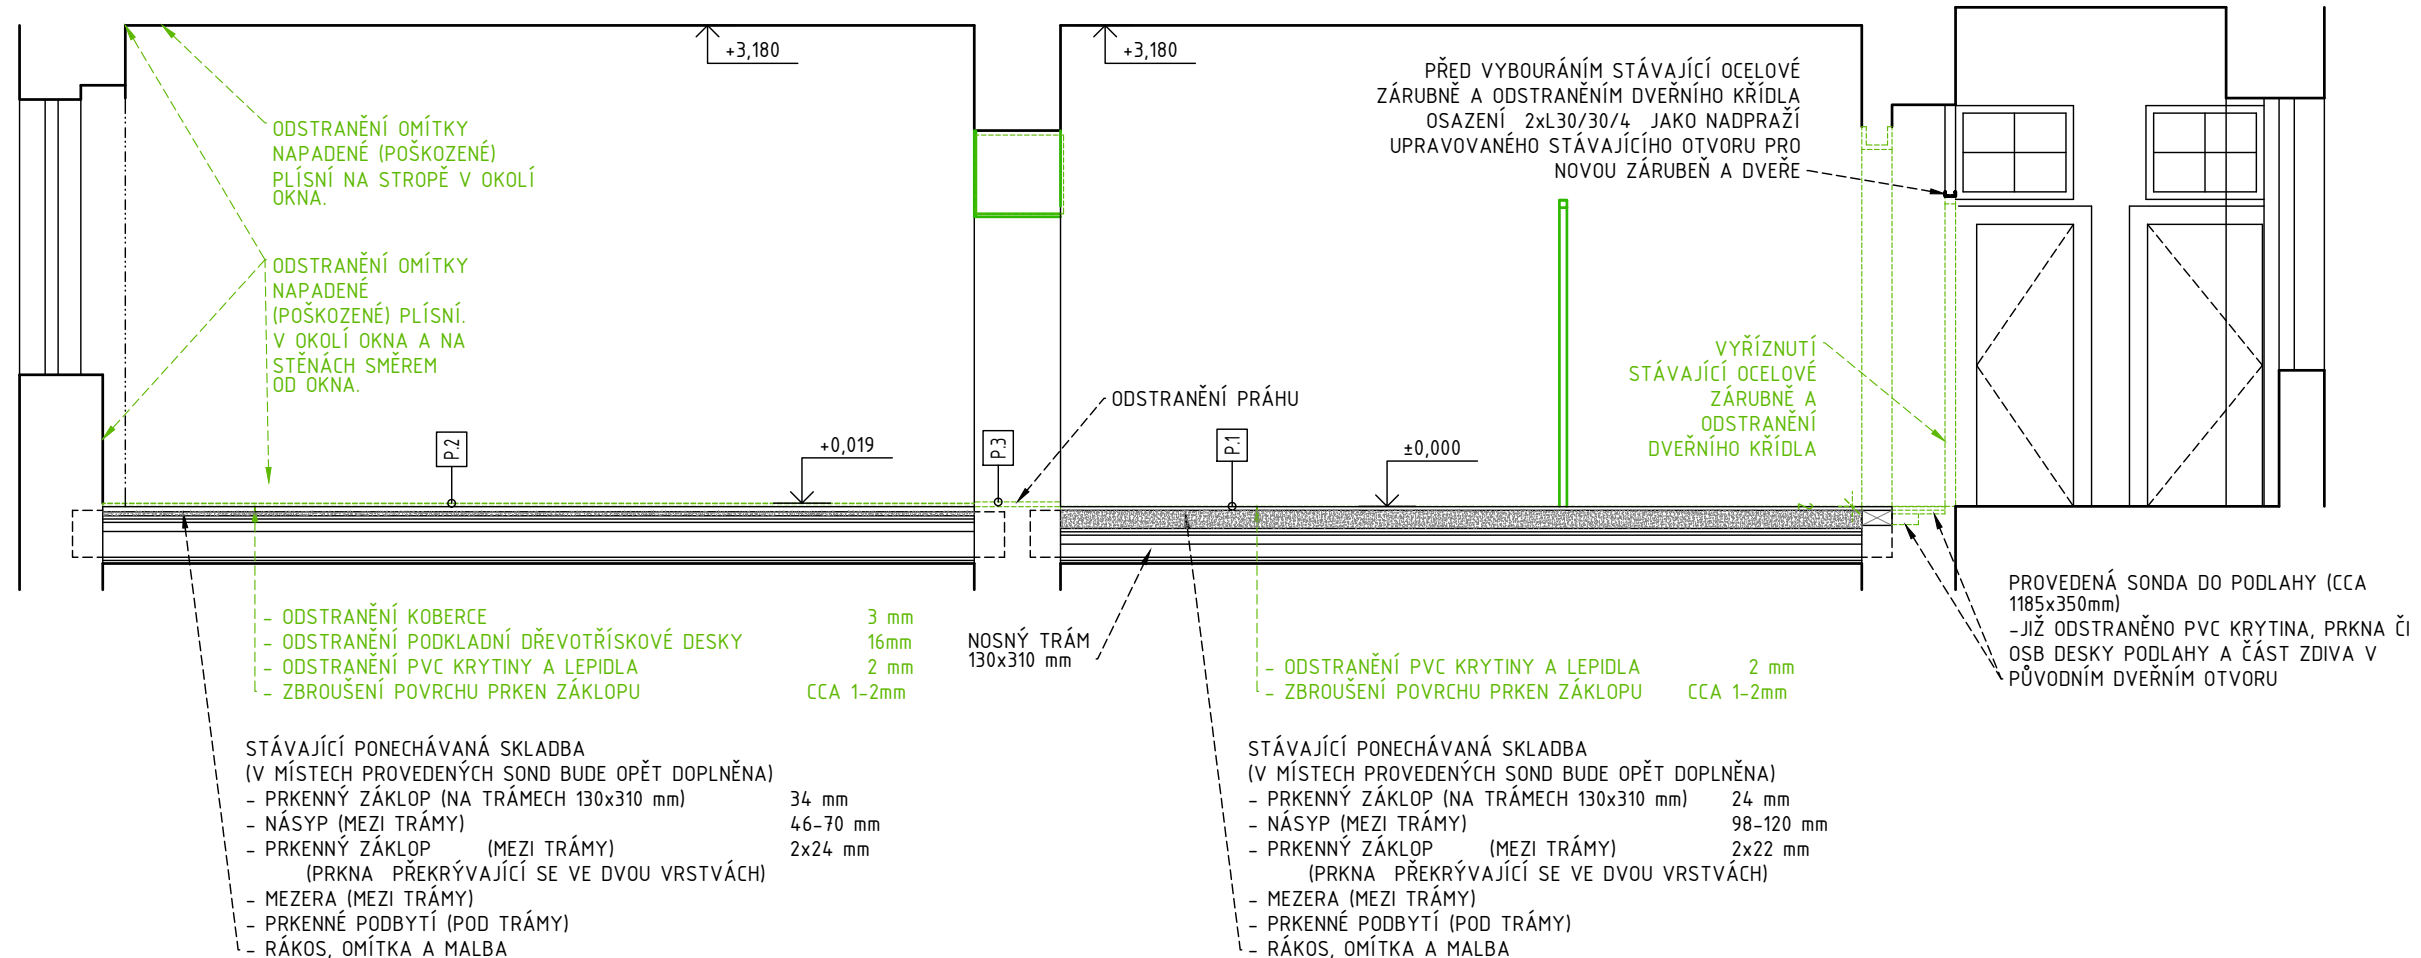 +3,180
+3,180
PŘED VYBOURÁNÍM STÁVAJÍCÍ OCELOVÉ
ZÁRUBNĚ A ODSTRANĚNÍM DVEŘNÍHO KŘÍDLA
OSAZENÍ 2xL30/30/4 JAKO NADPRAŽÍ
UPRAVOVANÉHO STÁVAJÍCÍHO OTVORU PRO
NOVOU ZÁRUBEŇ A DVEŘE
ODSTRANĚNÍ OMÍTKY
NAPADENÉ (POŠKOZENÉ)
PLÍSNÍ NA STROPĚ V OKOLÍ
OKNA.
ODSTRANĚNÍ OMÍTKY
NAPADENÉ
(POŠKOZENÉ) PLÍSNÍ.
V OKOLÍ OKNA A NA
STĚNÁCH SMĚREM
OD OKNA.
VYŘÍZNUTÍ
STÁVAJÍCÍ OCELOVÉ
ZÁRUBNĚ A
ODSTRANĚNÍ
DVEŘNÍHO KŘÍDLA
ODSTRANĚNÍ PRÁHU
P.2
+0,019
P.3
P.1
±0,000
- ODSTRANĚNÍ KOBERCE 3 mm
- ODSTRANĚNÍ PODKLADNÍ DŘEVOTŘÍSKOVÉ DESKY 16mm
- ODSTRANĚNÍ PVC KRYTINY A LEPIDLA 2 mm
- ZBROUŠENÍ POVRCHU PRKEN ZÁKLOPU CCA 1-2mm
NOSNÝ TRÁM
130x310 mm
- ODSTRANĚNÍ PVC KRYTINY A LEPIDLA 2 mm
- ZBROUŠENÍ POVRCHU PRKEN ZÁKLOPU CCA 1-2mm
PROVEDENÁ SONDA DO PODLAHY (CCA
1185x350mm)
-JIŽ ODSTRANĚNO PVC KRYTINA, PRKNA ČI
OSB DESKY PODLAHY A ČÁST ZDIVA V
PŮVODNÍM DVEŘNÍM OTVORU
STÁVAJÍCÍ PONECHÁVANÁ SKLADBA
(V MÍSTECH PROVEDENÝCH SOND BUDE OPĚT DOPLNĚNA)
- PRKENNÝ ZÁKLOP (NA TRÁMECH 130x310 mm) 34 mm
- NÁSYP (MEZI TRÁMY) 46-70 mm
- PRKENNÝ ZÁKLOP (MEZI TRÁMY) 2x24 mm
(PRKNA PŘEKRÝVAJÍCÍ SE VE DVOU VRSTVÁCH)
- MEZERA (MEZI TRÁMY)
- PRKENNÉ PODBYTÍ (POD TRÁMY)
- RÁKOS, OMÍTKA A MALBA
STÁVAJÍCÍ PONECHÁVANÁ SKLADBA
(V MÍSTECH PROVEDENÝCH SOND BUDE OPĚT DOPLNĚNA)
- PRKENNÝ ZÁKLOP (NA TRÁMECH 130x310 mm) 24 mm
- NÁSYP (MEZI TRÁMY) 98-120 mm
- PRKENNÝ ZÁKLOP (MEZI TRÁMY) 2x22 mm
(PRKNA PŘEKRÝVAJÍCÍ SE VE DVOU VRSTVÁCH)
- MEZERA (MEZI TRÁMY)
- PRKENNÉ PODBYTÍ (POD TRÁMY)
- RÁKOS, OMÍTKA A MALBA